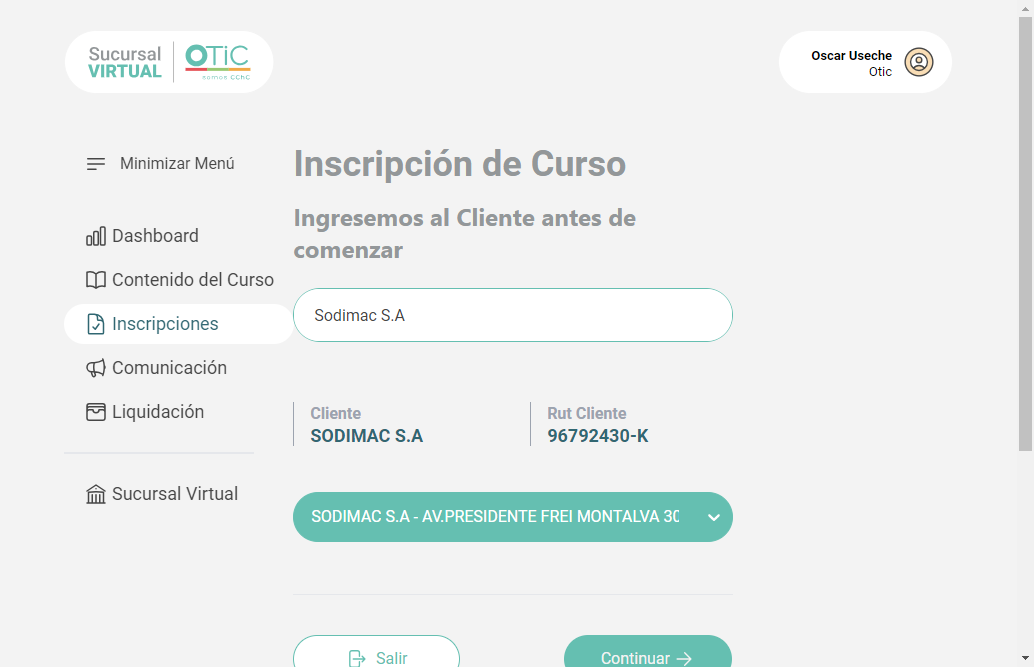 Sucursal
VIRTUAL
OTiC
somos CChC
Oscar Useche
Otic
Minimizar Menú
Dashboard
Contenido del Curso
Inscripciones
Comunicación
Liquidación
Sucursal Virtual
Inscripción de Curso
Ingresemos al Cliente antes de
comenzar
Sodimac S.A
Cliente
SODIMAC S.A
Rut Cliente
96792430-K
SODIMAC S.A - AV.PRESIDENTE FREI MONTALVA 30
Salir
Continuar